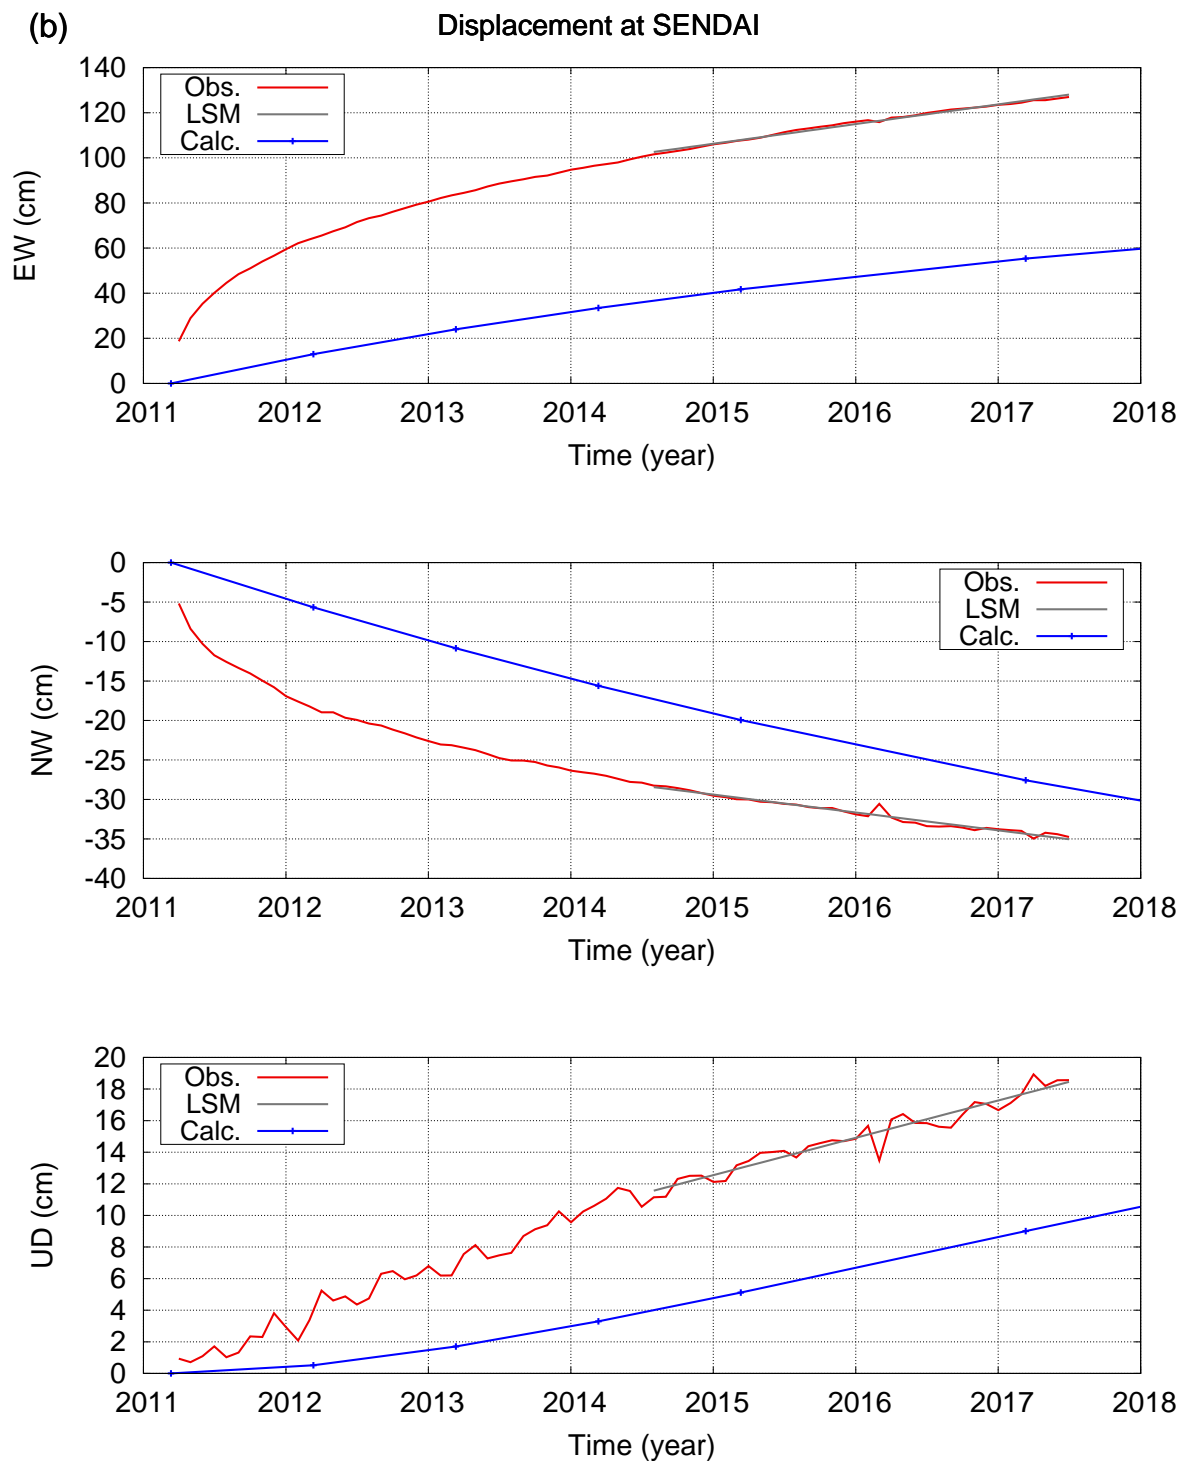 (b)
Displacement at SENDAI
140
120
100
80
60
40
20
0
EW (cm)
Obs.
LSM
Calc.
2011 2012 2013 2014 2015 2016 2017 2018
Time (year)
0
-5
-10
-15
-20
-25
-30
-35
-40
NW (cm)
Obs.
LSM
Calc.
2011 2012 2013 2014 2015 2016 2017 2018
Time (year)
20
18
16
14
12
10
8
6
4
2
0
UD (cm)
Obs.
LSM
Calc.
2011 2012 2013 2014 2015 2016 2017 2018
Time (year)